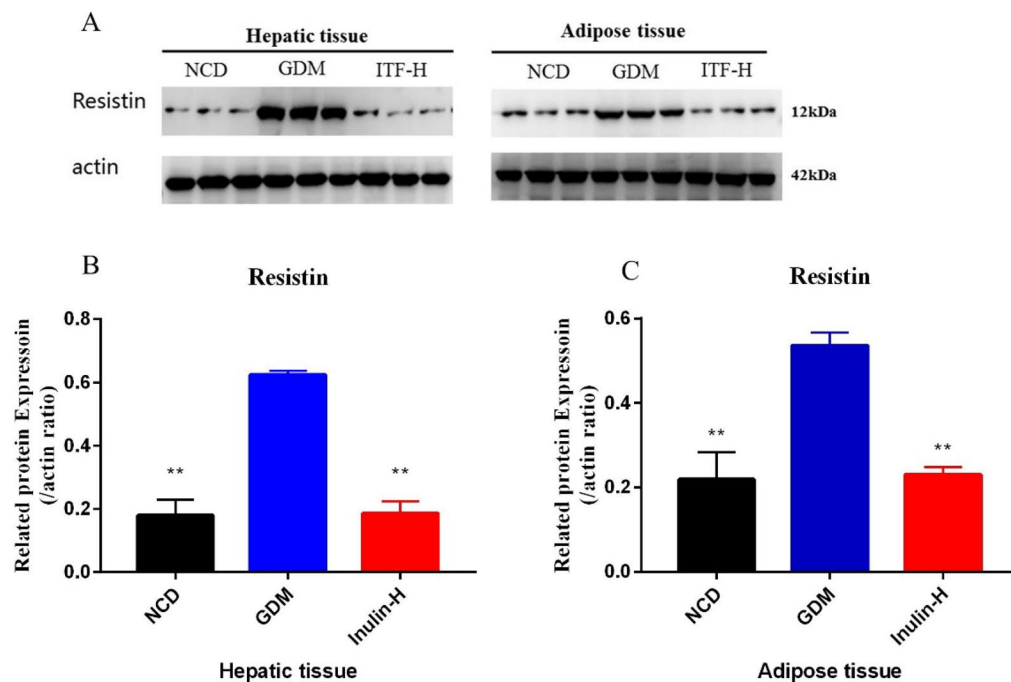 A
Hepatic tissue
Adipose tissue
NCD GDM ITF-H
NCD GDM ITF-H
Resistin
12kDa
actin
42kDa
B
Resistin
Related protein Expressoin
(/actin ratio)
0.8
0.6
0.4
0.2
0.0
**
**
NCD
GDM
Inulin-H
Hepatic tissue
C
Resistin
Related protein Expressoin
(/actin ratio)
0.6
0.4
0.2
0.0
**
**
NCD
GDM
Inulin-H
Adipose tissue